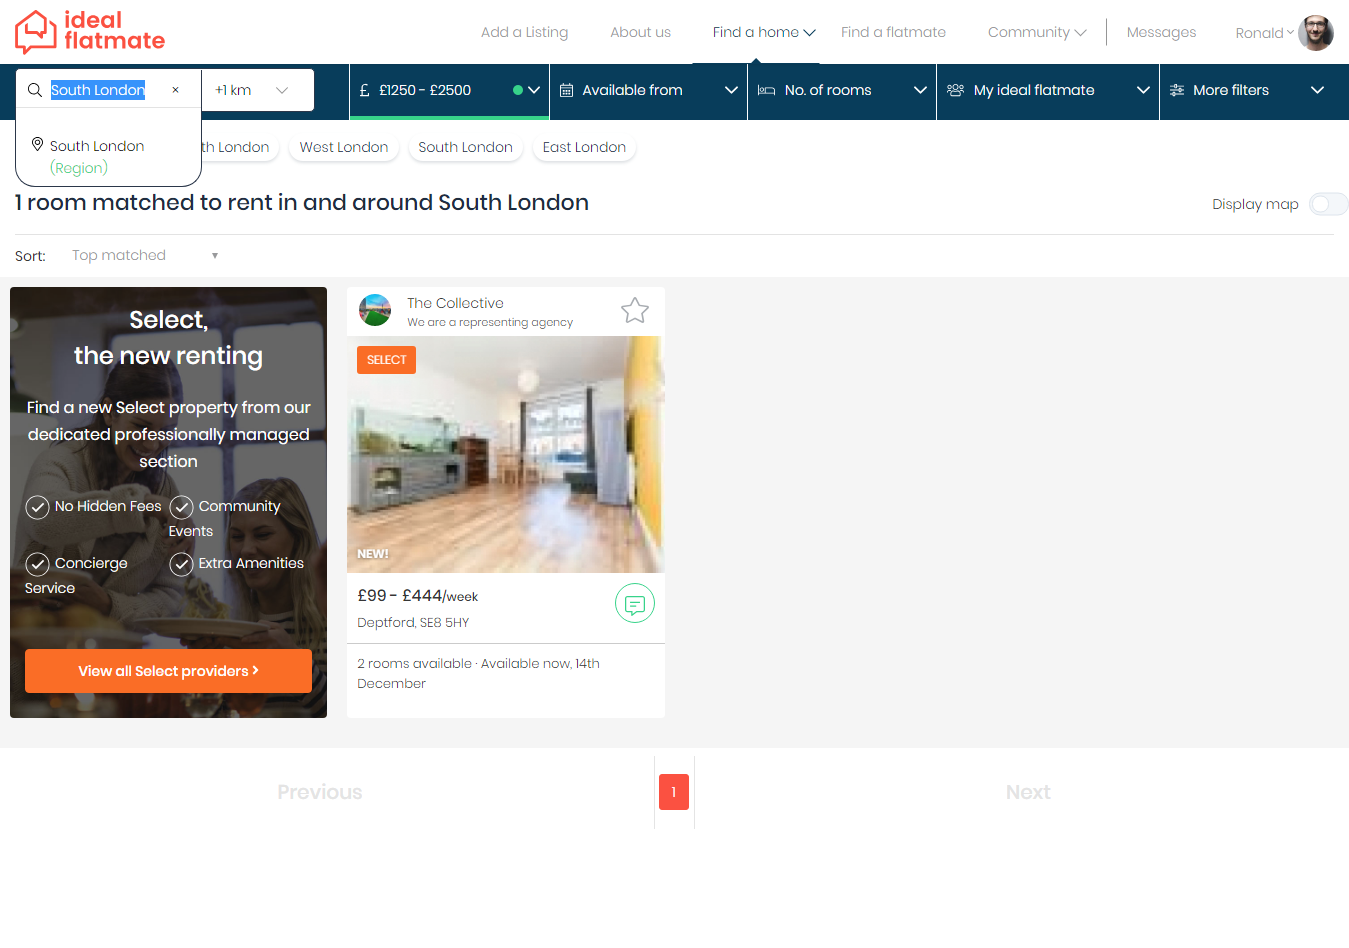 ideal
flatmate
Add a Listing
About us
Find a home
Find a flatmate
Community
Messages
Ronald
South London
×
+1 km
£ £1250 - £2500
Available from
No. of rooms
My ideal flatmate
More filters
South London
(Region)
th London
West London
South London
East London
1 room matched to rent in and around South London
Display map
Sort:
Top matched
Select,
the new renting
Find a new Select property from our
dedicated professionally managed
section
No Hidden Fees
Community
Events
Concierge
Service
Extra Amenities
View all Select providers
The Collective
We are a representing agency
SELECT
NEW!
£99 - £444/week
Deptford, SE8 5HY
2 rooms available · Available now, 14th
December
Previous
1
Next